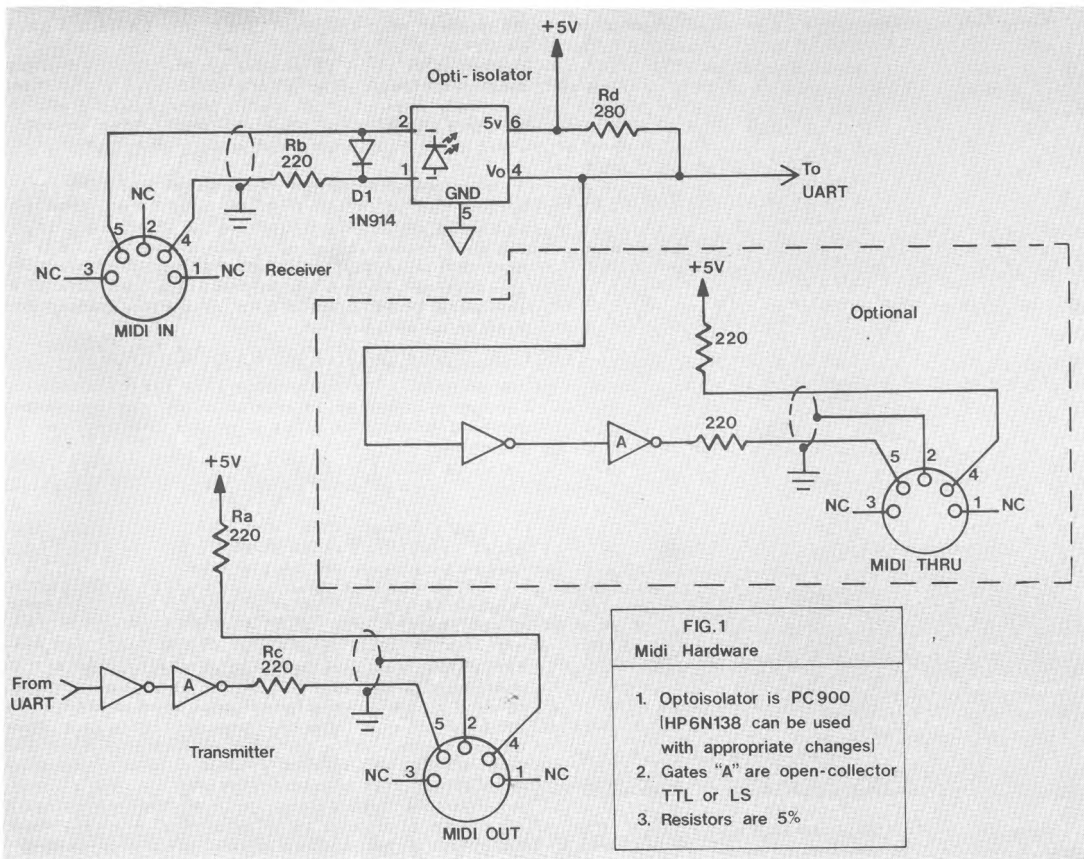 +5V
Opti-isolator
Rd
280
2
5v
6
Rb
220
1
Vo
4
To
UART
NC
D1
1N914
GND
5
5
2
4
NC
3
1
NC
Receiver
MIDI IN
+5V
Optional
220
A
220
5
2
4
NC
3
1
NC
MIDI THRU
+5V
Ra
220
From
UART
A
Rc
220
Transmitter
5
2
4
NC
3
1
NC
MIDI OUT
FIG.1
Midi Hardware
1. Optoisolator is PC900
(HP6N138 can be used
with appropriate changes)
2. Gates "A" are open-collector
TTL or LS
3. Resistors are 5%